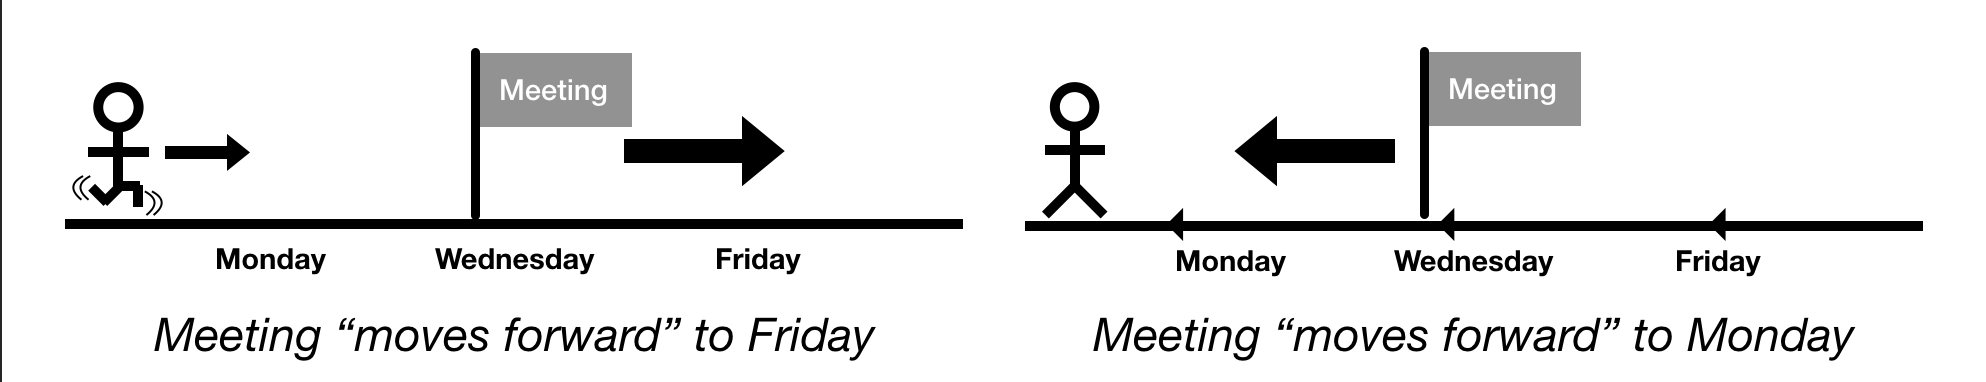 Meeting
Monday Wednesday Friday
Meeting “moves forward” to Friday
Meeting
Monday Wednesday Friday
Meeting “moves forward” to Monday